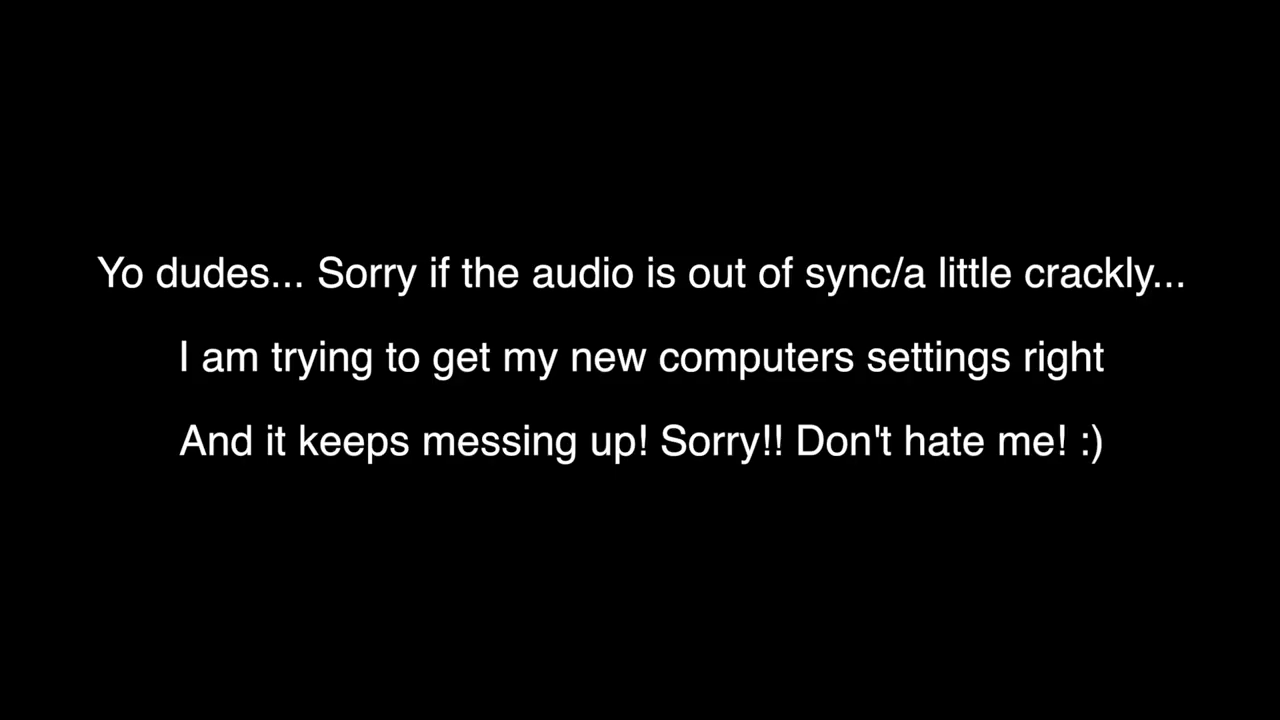 Yo dudes... Sorry if the audio is out of sync/a little crackly...
I am trying to get my new computers settings right
And it keeps messing up! Sorry!! Don't hate me! :)